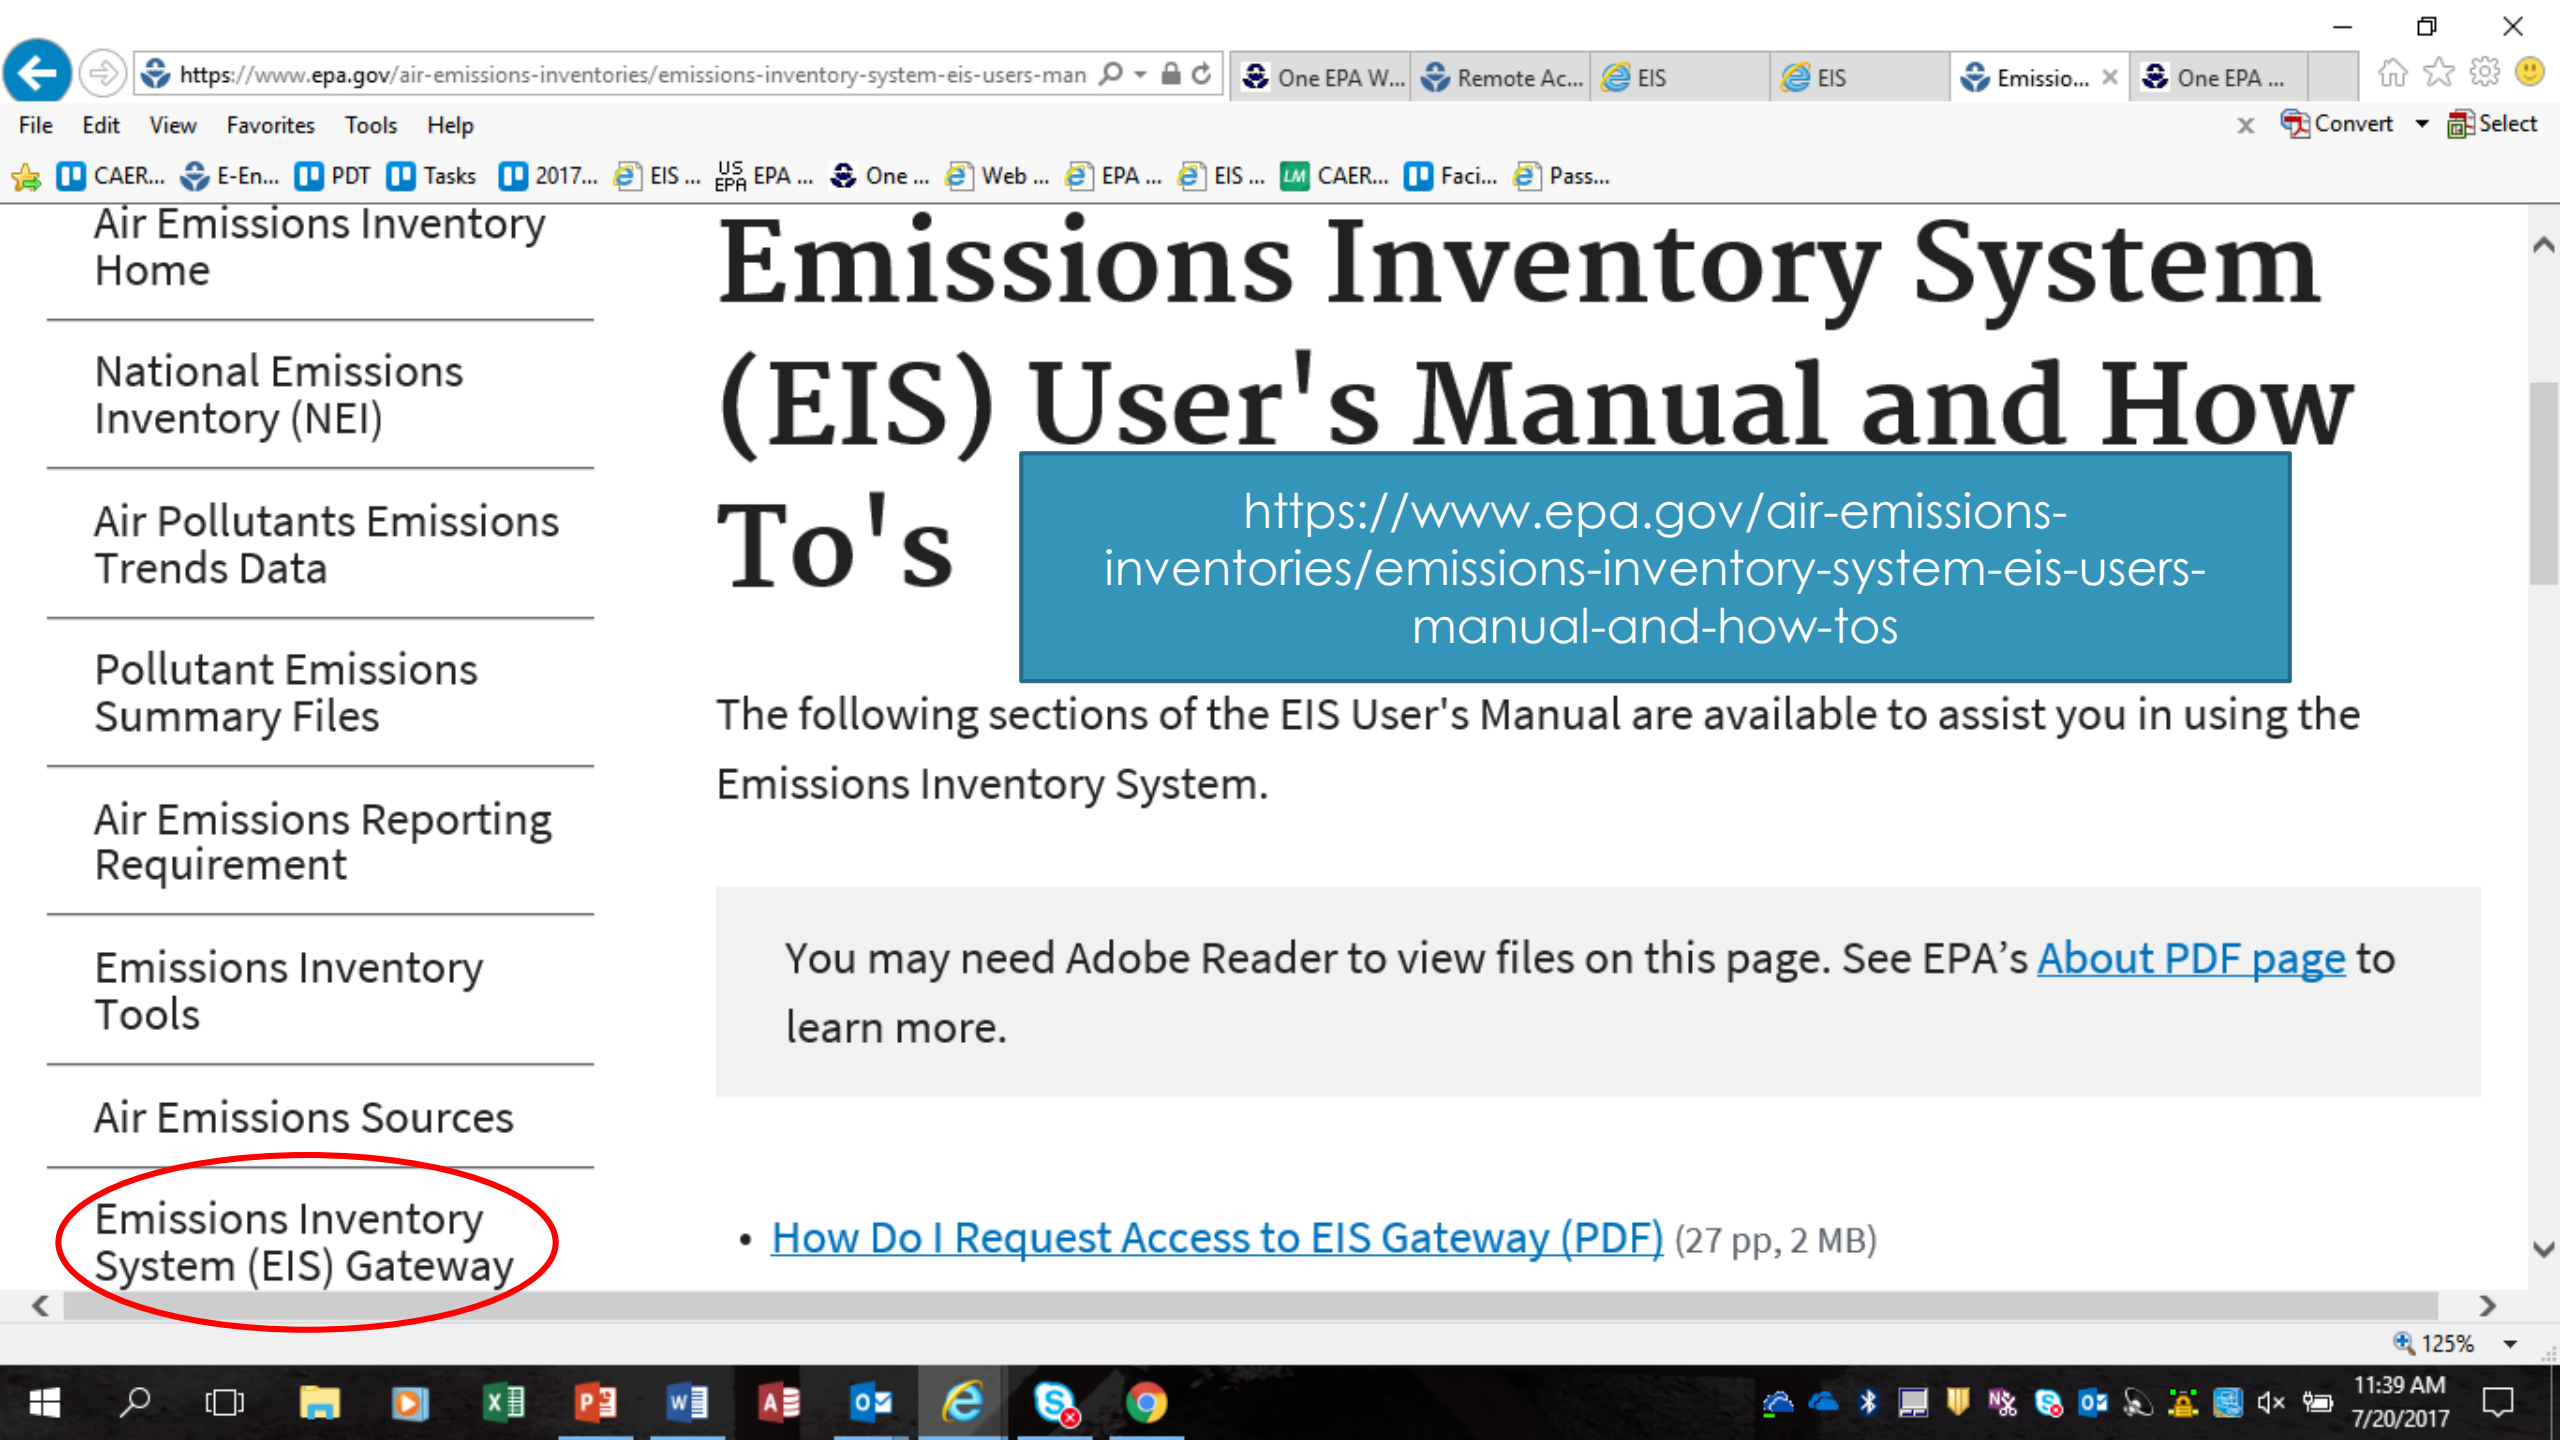 https://www.epa.gov/air-emissions-inventories/emissions-inventory-system-eis-users-man
One EPA W...
Remote Ac...
EIS
EIS
Emissio...
One EPA ...
File Edit View Favorites Tools Help
Convert
Select
CAER...
E-En...
PDT
Tasks
2017...
EIS ...
US
EPA
EPA ...
One ...
Web ...
EPA ...
EIS ...
LM
CAER...
Faci...
Pass...
Air Emissions Inventory
Home
National Emissions
Inventory (NEI)
Air Pollutants Emissions
Trends Data
Pollutant Emissions
Summary Files
Air Emissions Reporting
Requirement
Emissions Inventory
Tools
Air Emissions Sources
Emissions Inventory
System (EIS) Gateway
Emissions Inventory System
(EIS) User's Manual and How
To's
https://www.epa.gov/air-emissions-
inventories/emissions-inventory-system-eis-users-
manual-and-how-tos
The following sections of the EIS User's Manual are available to assist you in using the
Emissions Inventory System.
You may need Adobe Reader to view files on this page. See EPA’s About PDF page to
learn more.
• How Do I Request Access to EIS Gateway (PDF) (27 pp, 2 MB)
125%
11:39 AM
7/20/2017